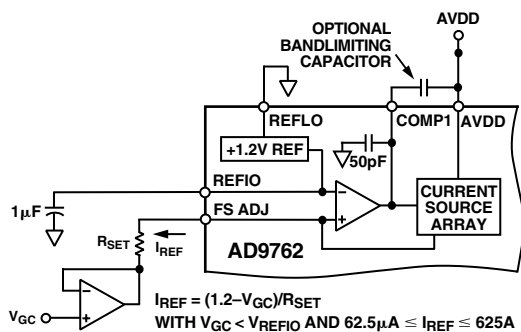 OPTIONAL
BANDLIMITING
CAPACITOR
AVDD
REFLO
COMP1
AVDD
+1.2V REF
50pF
REFIO
CURRENT
SOURCE
ARRAY
1μF
FS ADJ
RSET
IREF
AD9762
VGC
IREF = (1.2–VGC)/RSET
WITH VGC < VREFIO AND 62.5μA ≤ IREF ≤ 625A